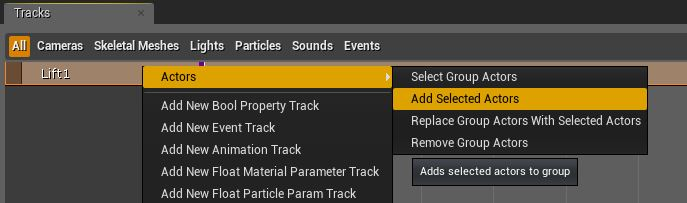 Tracks
All Cameras Skeletal Meshes Lights Particles Sounds Events
Lift1
Actors
Add New Bool Property Track
Add New Event Track
Add New Animation Track
Add New Float Material Parameter Track
Add New Float Particle Param Track
Select Group Actors
Add Selected Actors
Replace Group Actors With Selected Actors
Remove Group Actors
Adds selected actors to group